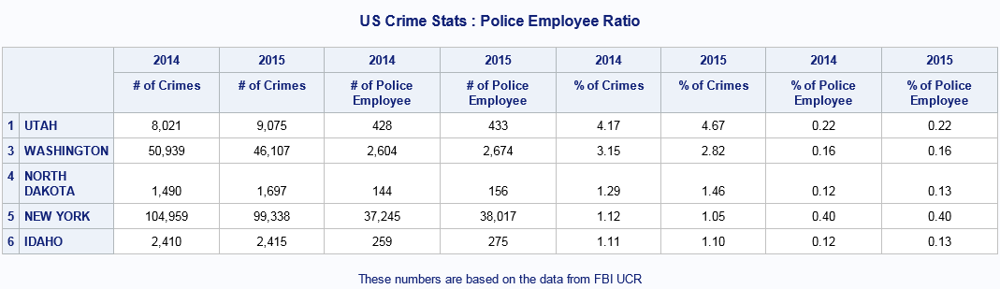 US Crime Stats : Police Employee Ratio
2014 2015 2014 2015 2014 2015 2014 2015
# of Crimes # of Crimes # of Police Employee # of Police Employee % of Crimes % of Crimes % of Police Employee % of Police Employee
1 UTAH 8,021 9,075 428 433 4.17 4.67 0.22 0.22
3 WASHINGTON 50,939 46,107 2,604 2,674 3.15 2.82 0.16 0.16
4 NORTH DAKOTA 1,490 1,697 144 156 1.29 1.46 0.12 0.13
5 NEW YORK 104,959 99,338 37,245 38,017 1.12 1.05 0.40 0.40
6 IDAHO 2,410 2,415 259 275 1.11 1.10 0.12 0.13
These numbers are based on the data from FBI UCR